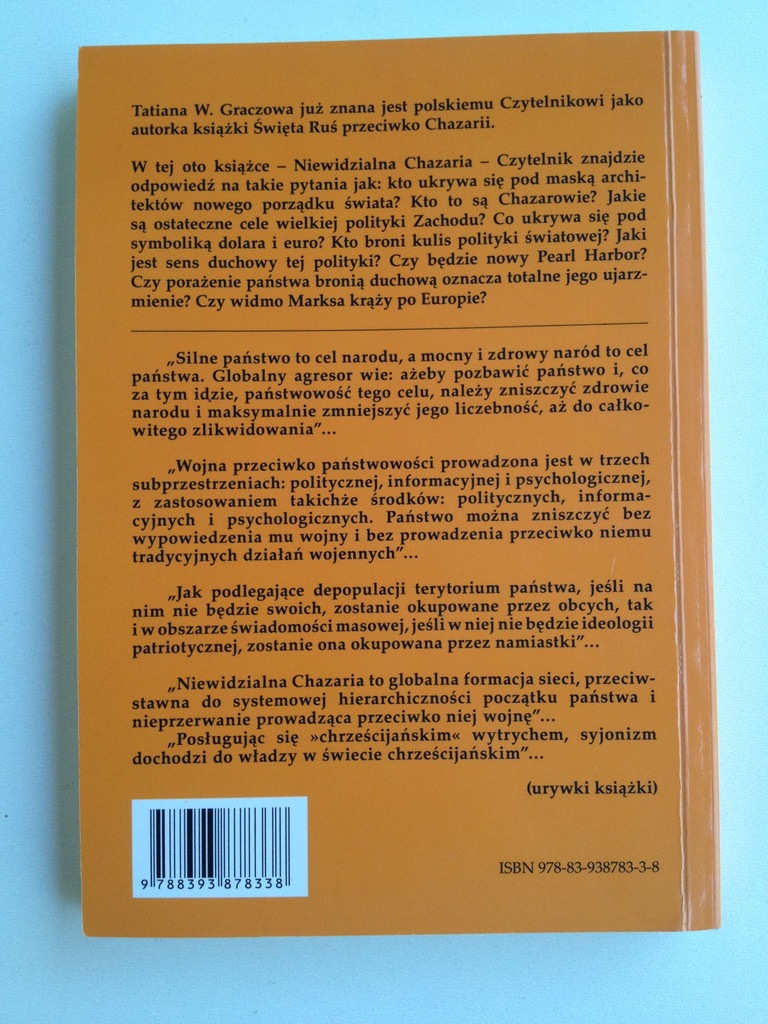 Tatiana W. Graczowa już znana jest polskiemu Czytelnikowi jako
autorka książki Święta Ruś przeciwko Chazarii.
W tej oto książce – Niewidzialna Chazaria – Czytelnik znajdzie
odpowiedź na takie pytania jak: kto ukrywa się pod maską archi-
tektów nowego porządku świata? Kto to są Chazarowie? Jakie
są ostateczne cele wielkiej polityki Zachodu? Co ukrywa się pod
symboliką dolara i euro? Kto broni kulis polityki światowej? Jaki
jest sens duchowy tej polityki? Czy będzie nowy Pearl Harbor?
Czy porażenie państwa bronią duchową oznacza totalne jego ujarz-
mienie? Czy widmo Marksa krąży po Europie?
„Silne państwo to cel narodu, a mocny i zdrowy naród to cel
państwa. Globalny agresor wie: ażeby pozbawić państwo i, co
za tym idzie, państwowość tego celu, należy zniszczyć zdrowie
narodu i maksymalnie zmniejszyć jego liczebność, aż do całko-
witego zlikwidowania”...
„Wojna przeciwko państwowości prowadzona jest w trzech
subprzestrzeniach: politycznej, informacyjnej i psychologicznej,
z zastosowaniem takichże środków: politycznych, informa-
cyjnych i psychologicznych. Państwo można zniszczyć bez
wypowiedzenia mu wojny i bez prowadzenia przeciwko niemu
tradycyjnych działań wojennych”...
„Jak podlegające depopulacji terytorium państwa, jeśli na
nim nie będzie swoich, zostanie okupowane przez obcych, tak
i w obszarze świadomości masowej, jeśli w niej nie będzie ideologii
patriotycznej, zostanie ona okupowana przez namiastki”...
„Niewidzialna Chazaria to globalna formacja sieci, przeciw-
stawna do systemowej hierarchiczności początku państwa i
nieprzerwanie prowadząca przeciwko niej wojnę”...
„Posługując się »chrześcijańskim« wytrychem, syjonizm
dochodzi do władzy w świecie chrześcijańskim”...
(urywki książki)
9 788393 878338
ISBN 978-83-938783-3-8